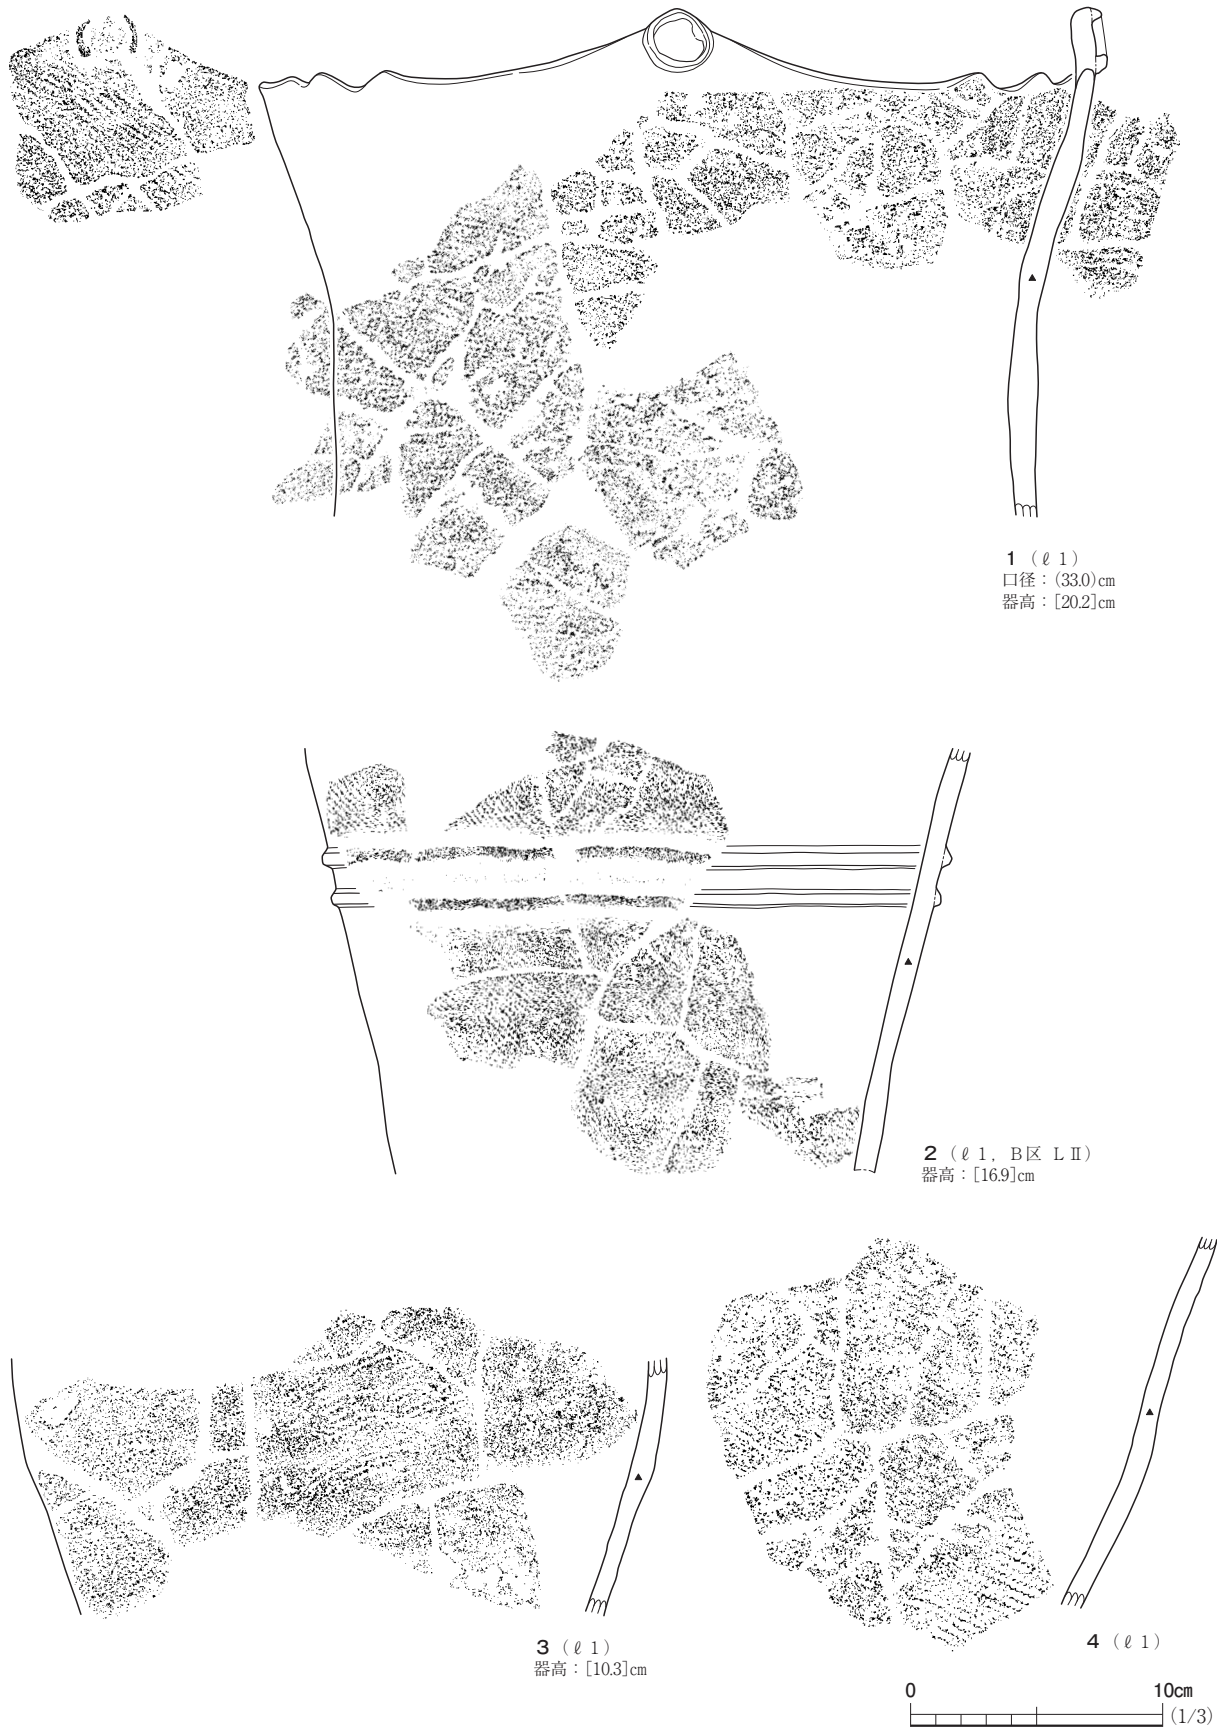 1 (ℓ 1)
口径:(33.0)cm
器高:[20.2]cm
2 (ℓ 1, B区 LⅡ)
器高:[16.9]cm
3 (ℓ 1)
器高:[10.3]cm
4 (ℓ 1)
0 10cm
(1/3)